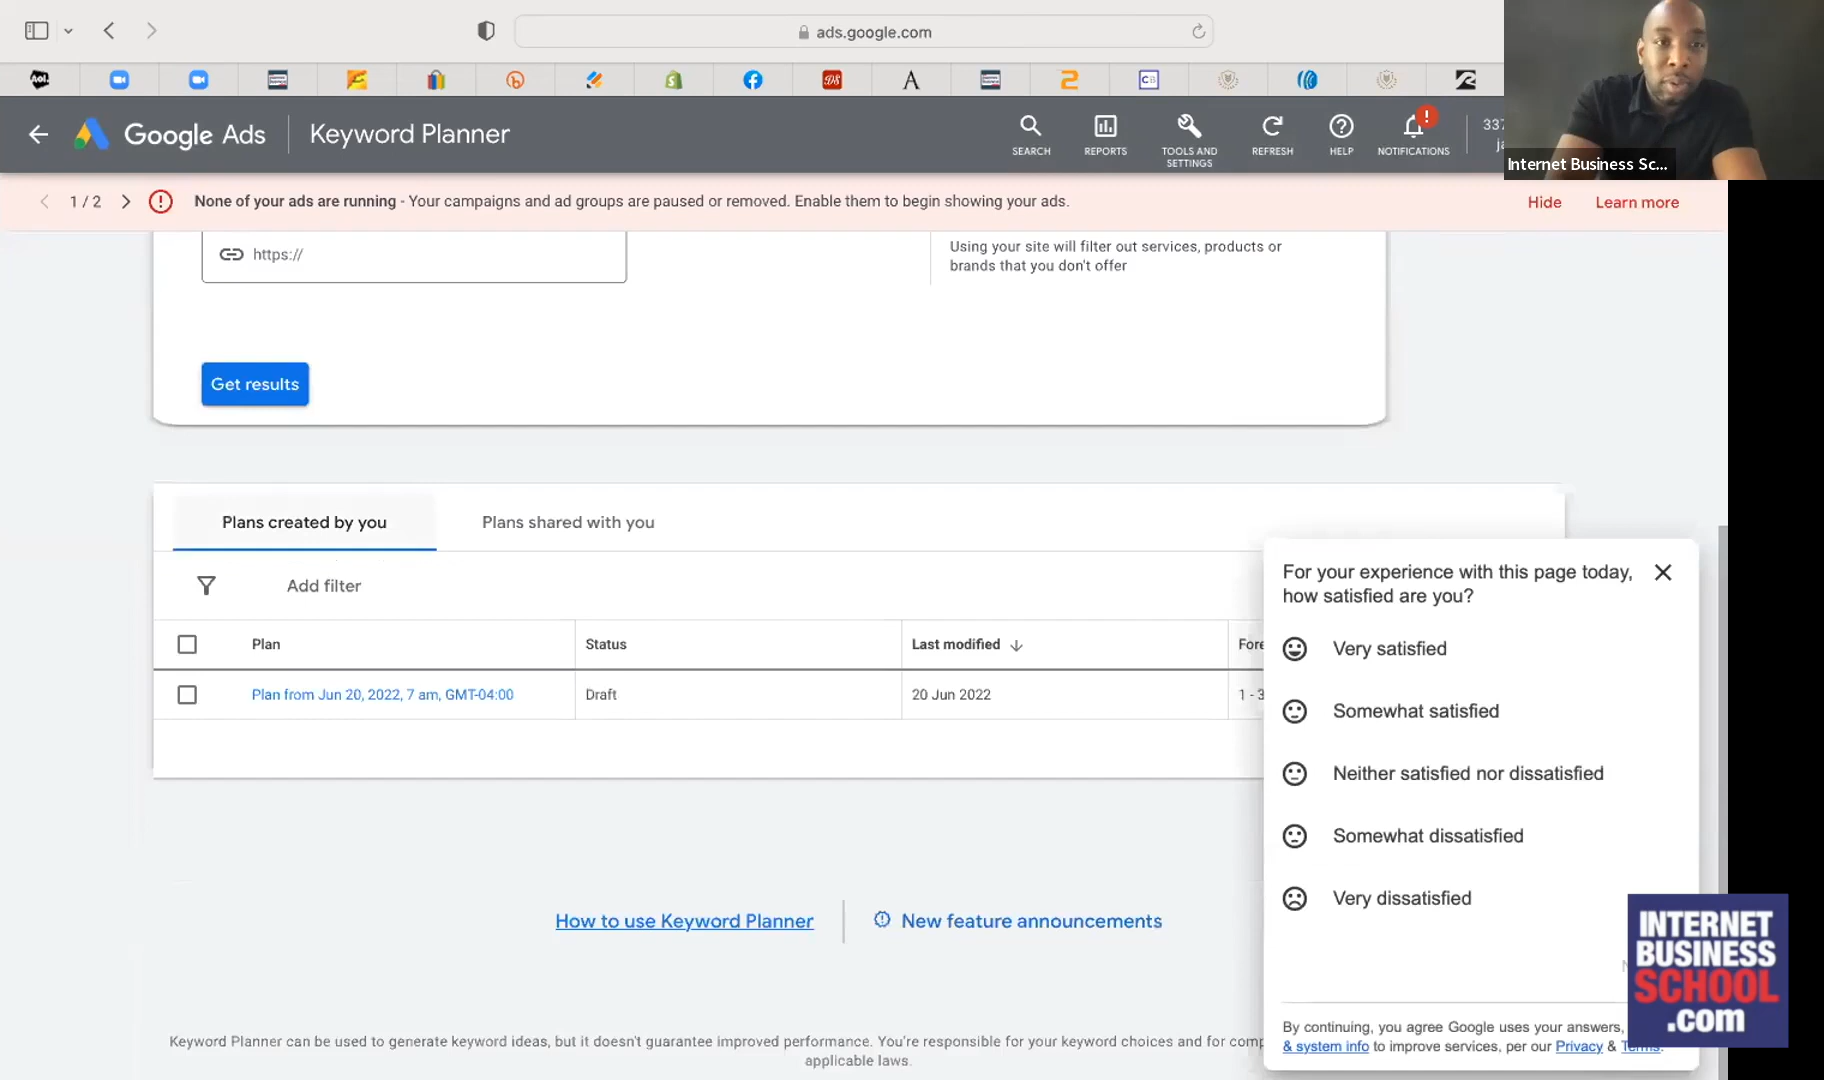 ads.google.com
Aol.
Google Ads
Keyword Planner
SEARCH
REPORTS
TOOLS AND
SETTINGS
REFRESH
HELP
NOTIFICATIONS
337
Internet Business Sc...
1 / 2
None of your ads are running - Your campaigns and ad groups are paused or removed. Enable them to begin showing your ads.
Hide
Learn more
https://
Using your site will filter out services, products or
brands that you don't offer
Get results
Plans created by you
Plans shared with you
Add filter
Plan
Status
Last modified
Fore
Plan from Jun 20, 2022, 7 am, GMT-04:00
Draft
20 Jun 2022
1 - 3
For your experience with this page today,
how satisfied are you?
Very satisfied
Somewhat satisfied
Neither satisfied nor dissatisfied
Somewhat dissatisfied
Very dissatisfied
How to use Keyword Planner
New feature announcements
INTERNET
BUSINESS
SCHOOL
.com
By continuing, you agree Google uses your answers,
& system info to improve services, per our Privacy & Terms.
Keyword Planner can be used to generate keyword ideas, but it doesn't guarantee improved performance. You're responsible for your keyword choices and for comp
applicable laws.